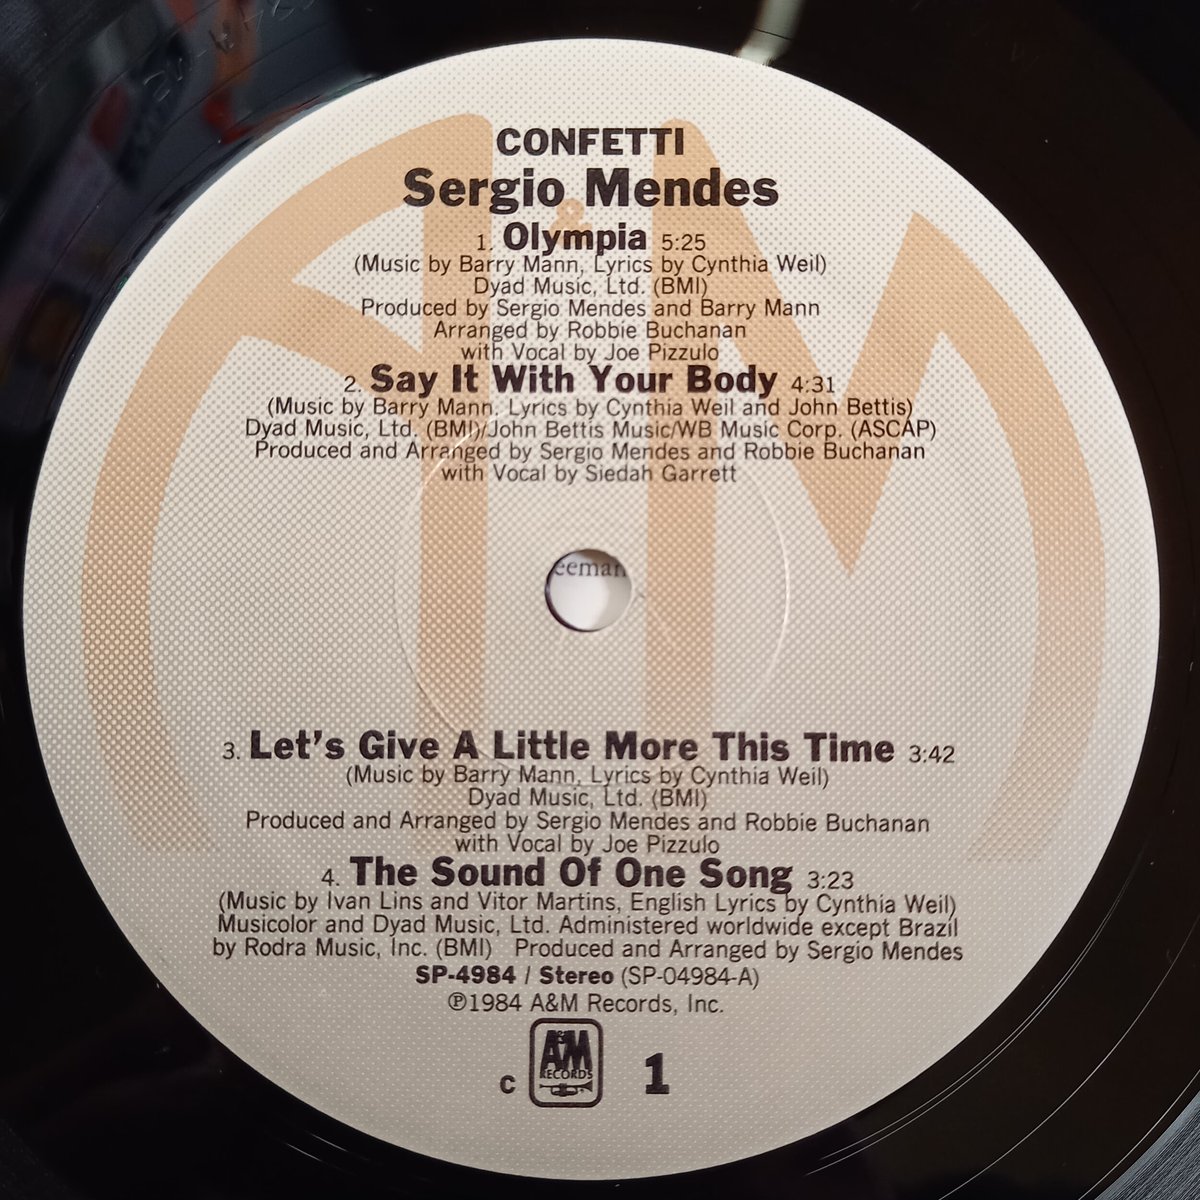 CONFETTI
Sergio Mendes
1. Olympia 5:25
(Music by Barry Mann, Lyrics by Cynthia Weil)
Dyad Music, Ltd. (BMI)
Produced by Sergio Mendes and Barry Mann
Arranged by Robbie Buchanan
with Vocal by Joe Pizzulo
2. Say It With Your Body 4:31
(Music by Barry Mann. Lyrics by Cynthia Weil and John Bettis)
Dyad Music, Ltd. (BMI)/John Bettis Music/WB Music Corp. (ASCAP)
Produced and Arranged by Sergio Mendes and Robbie Buchanan
with Vocal by Siedah Garrett
eeman
3. Let's Give A Little More This Time 3:42
(Music by Barry Mann, Lyrics by Cynthia Weil)
Dyad Music, Ltd. (BMI)
Produced and Arranged by Sergio Mendes and Robbie Buchanan
with Vocal by Joe Pizzulo
4. The Sound Of One Song 3:23
(Music by Ivan Lins and Vitor Martins, English Lyrics by Cynthia Weil)
Musicolor and Dyad Music, Ltd. Administered worldwide except Brazil
by Rodra Music, Inc. (BMI) Produced and Arranged by Sergio Mendes
SP-4984 / Stereo (SP-04984-A)
℗1984 A&M Records, Inc.
A&M
RECORDS
C 1